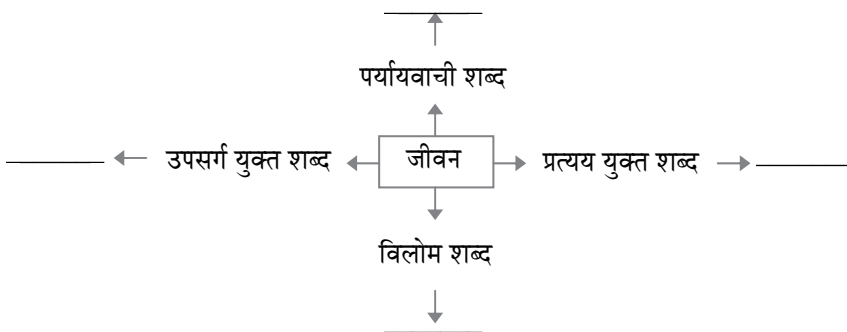 पर्यायवाची शब्द
उपसर्ग युक्त शब्द
जीवन
प्रत्यय युक्त शब्द
विलोम शब्द